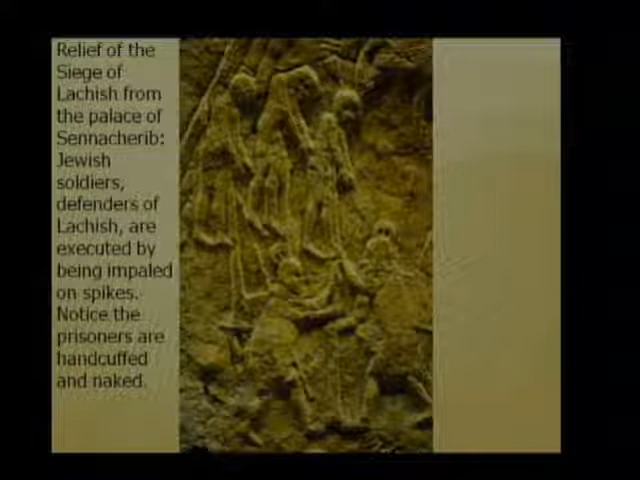 Relief of the
Siege of
Lachish from
the palace of
Sennacherib:
Jewish
soldiers,
defenders of
Lachish, are
executed by
being impaled
on spikes.
Notice the
prisoners are
handcuffed
and naked.